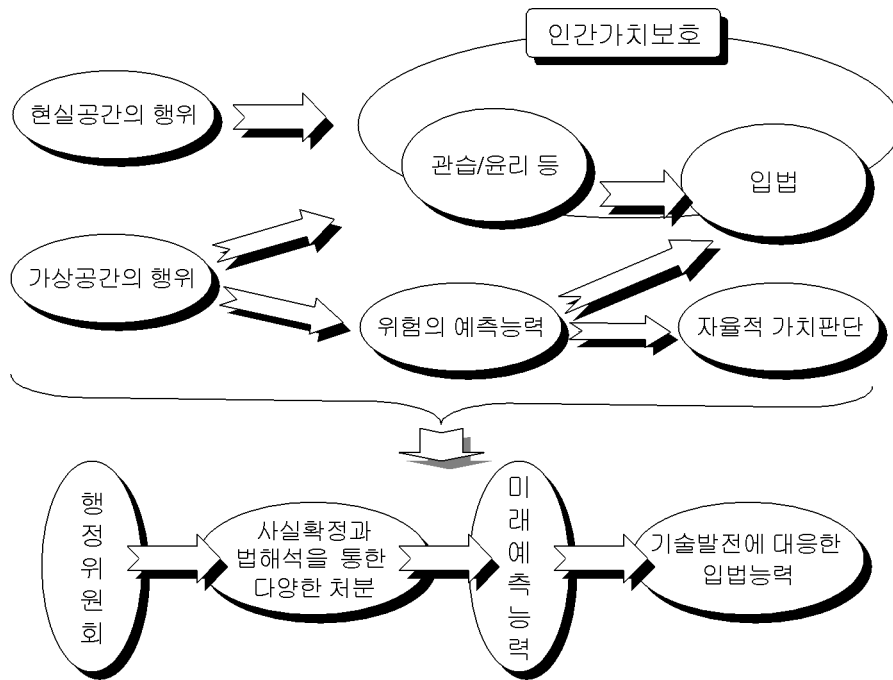 인간가치보호
현실공간의 행위
관습/윤리 등
입법
가상공간의 행위
위험의 예측능력
자율적 가치판단
행정위원회
사실확정과
법해석을 통한
다양한 처분
미래예측능력
기술발전에 대응한
입법능력